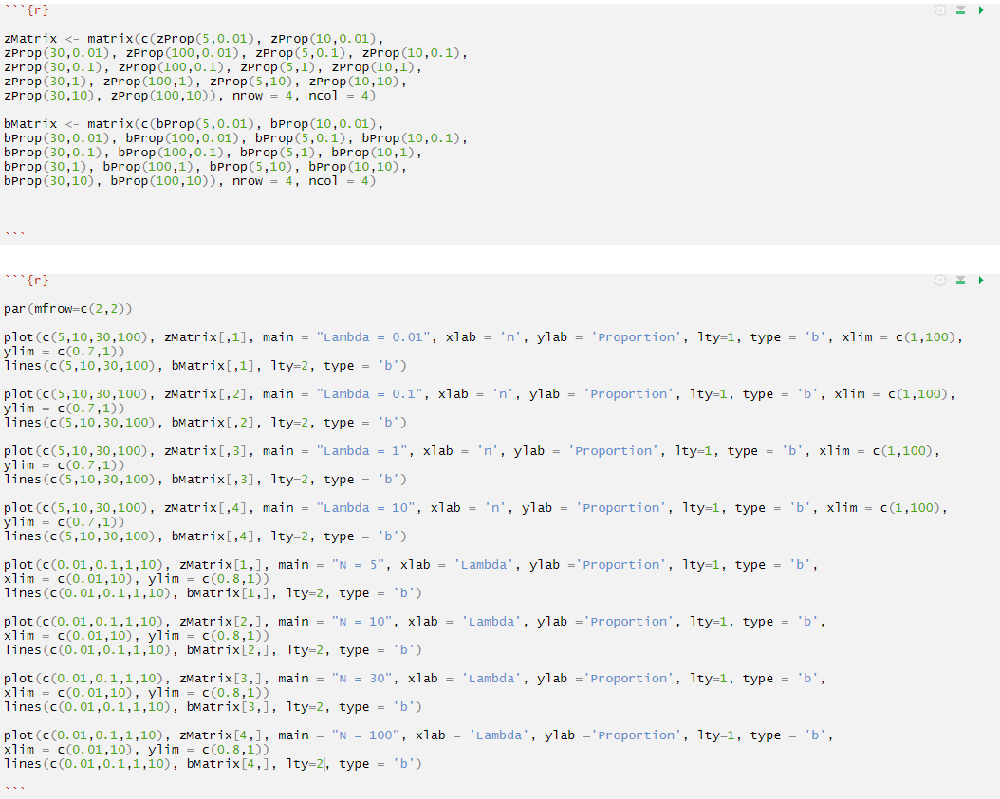 ```{r}
zMatrix <- matrix(c(zProp(5,0.01), zProp(10,0.01),
zProp(30,0.01), zProp(100,0.01), zProp(5,0.1), zProp(10,0.1),
zProp(30,0.1), zProp(100,0.1), zProp(5,1), zProp(10,1),
zProp(30,1), zProp(100,1), zProp(5,10), zProp(10,10),
zProp(30,10), zProp(100,10)), nrow = 4, ncol = 4)
bMatrix <- matrix(c(bProp(5,0.01), bProp(10,0.01),
bProp(30,0.01), bProp(100,0.01), bProp(5,0.1), bProp(10,0.1),
bProp(30,0.1), bProp(100,0.1), bProp(5,1), bProp(10,1),
bProp(30,1), bProp(100,1), bProp(5,10), bProp(10,10),
bProp(30,10), bProp(100,10)), nrow = 4, ncol = 4)
```
```{r}
par(mfrow=c(2,2))
plot(c(5,10,30,100), zMatrix[,1], main = "Lambda = 0.01", xlab = 'n', ylab = 'Proportion', lty=1, type = 'b', xlim = c(1,100),
ylim = c(0.7,1))
lines(c(5,10,30,100), bMatrix[,1], lty=2, type = 'b')
plot(c(5,10,30,100), zMatrix[,2], main = "Lambda = 0.1", xlab = 'n', ylab = 'Proportion', lty=1, type = 'b', xlim = c(1,100),
ylim = c(0.7,1))
lines(c(5,10,30,100), bMatrix[,2], lty=2, type = 'b')
plot(c(5,10,30,100), zMatrix[,3], main = "Lambda = 1", xlab = 'n', ylab = 'Proportion', lty=1, type = 'b', xlim = c(1,100),
ylim = c(0.7,1))
lines(c(5,10,30,100), bMatrix[,3], lty=2, type = 'b')
plot(c(5,10,30,100), zMatrix[,4], main = "Lambda = 10", xlab = 'n', ylab = 'Proportion', lty=1, type = 'b', xlim = c(1,100),
ylim = c(0.7,1))
lines(c(5,10,30,100), bMatrix[,4], lty=2, type = 'b')
plot(c(0.01,0.1,1,10), zMatrix[1,], main = "N = 5", xlab = 'Lambda', ylab ='Proportion', lty=1, type = 'b',
xlim = c(0.01,10), ylim = c(0.8,1))
lines(c(0.01,0.1,1,10), bMatrix[1,], lty=2, type = 'b')
plot(c(0.01,0.1,1,10), zMatrix[2,], main = "N = 10", xlab = 'Lambda', ylab ='Proportion', lty=1, type = 'b',
xlim = c(0.01,10), ylim = c(0.8,1))
lines(c(0.01,0.1,1,10), bMatrix[2,], lty=2, type = 'b')
plot(c(0.01,0.1,1,10), zMatrix[3,], main = "N = 30", xlab = 'Lambda', ylab ='Proportion', lty=1, type = 'b',
xlim = c(0.01,10), ylim = c(0.8,1))
lines(c(0.01,0.1,1,10), bMatrix[3,], lty=2, type = 'b')
plot(c(0.01,0.1,1,10), zMatrix[4,], main = "N = 100", xlab = 'Lambda', ylab ='Proportion', lty=1, type = 'b',
xlim = c(0.01,10), ylim = c(0.8,1))
lines(c(0.01,0.1,1,10), bMatrix[4,], lty=2, type = 'b')
```